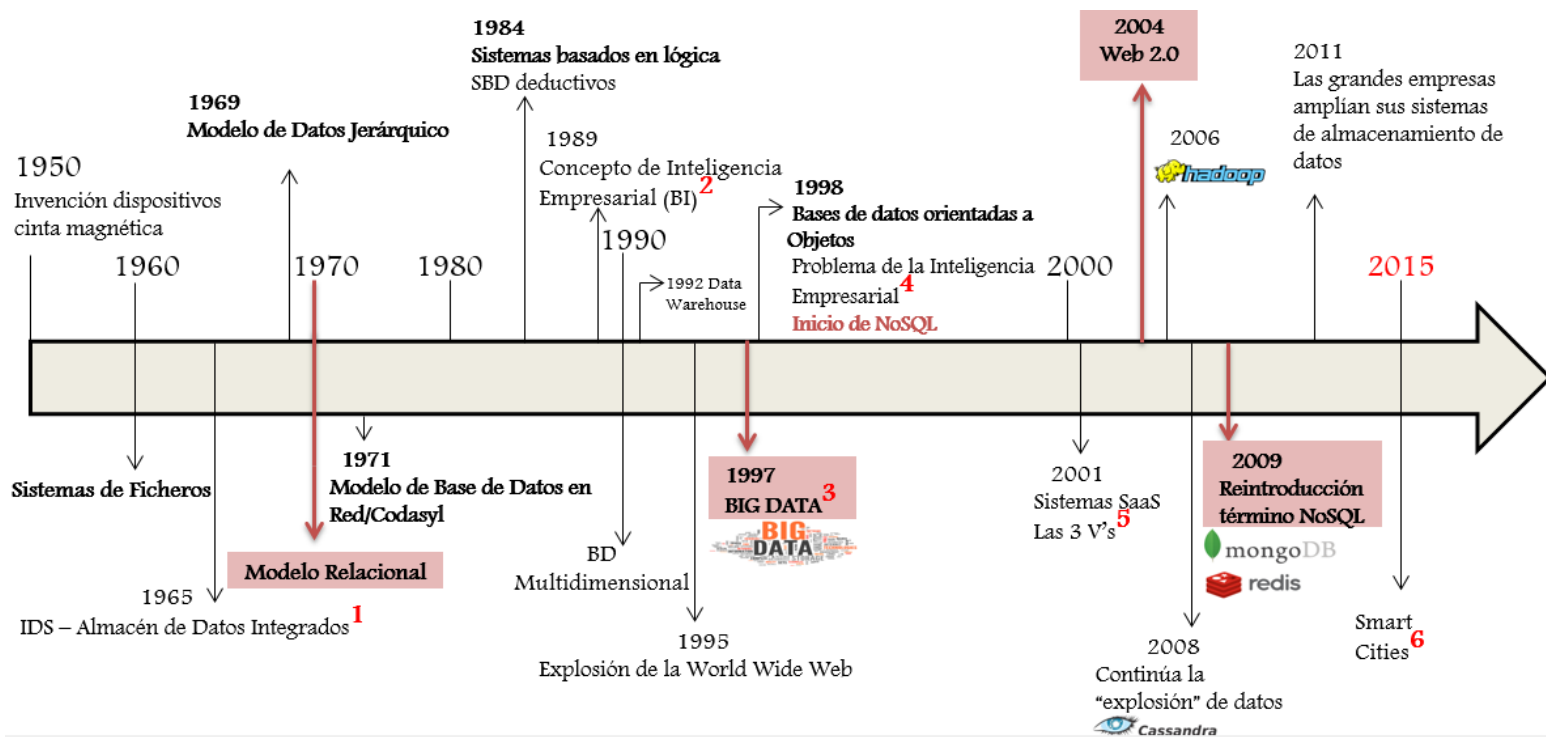 1950
Invención dispositivos
cinta magnética
1960
Sistemas de Ficheros
1965
IDS – Almacén de Datos Integrados 1
1969
Modelo de Datos Jerárquico
1970
Modelo Relacional
1971
Modelo de Base de Datos en
Red/Codasyl
1980
1984
Sistemas basados en lógica
SBD deductivos
1989
Concepto de Inteligencia
Empresarial (BI) 2
1990
BD
Multidimensional
1992 Data
Warehouse
1995
Explosión de la World Wide Web
1997
BIG DATA 3
BIG
DATA
1998
Bases de datos orientadas a
Objetos
Problema de la Inteligencia
Empresarial 4
Inicio de NoSQL
2000
2001
Sistemas SaaS
Las 3 V's 5
2004
Web 2.0
2006
hadoop
2008
Continúa la
“explosión” de datos
Cassandra
2009
Reintroducción
término NoSQL
mongoDB
redis
2011
Las grandes empresas
amplían sus sistemas
de almacenamiento de
datos
2015
Smart
Cities 6